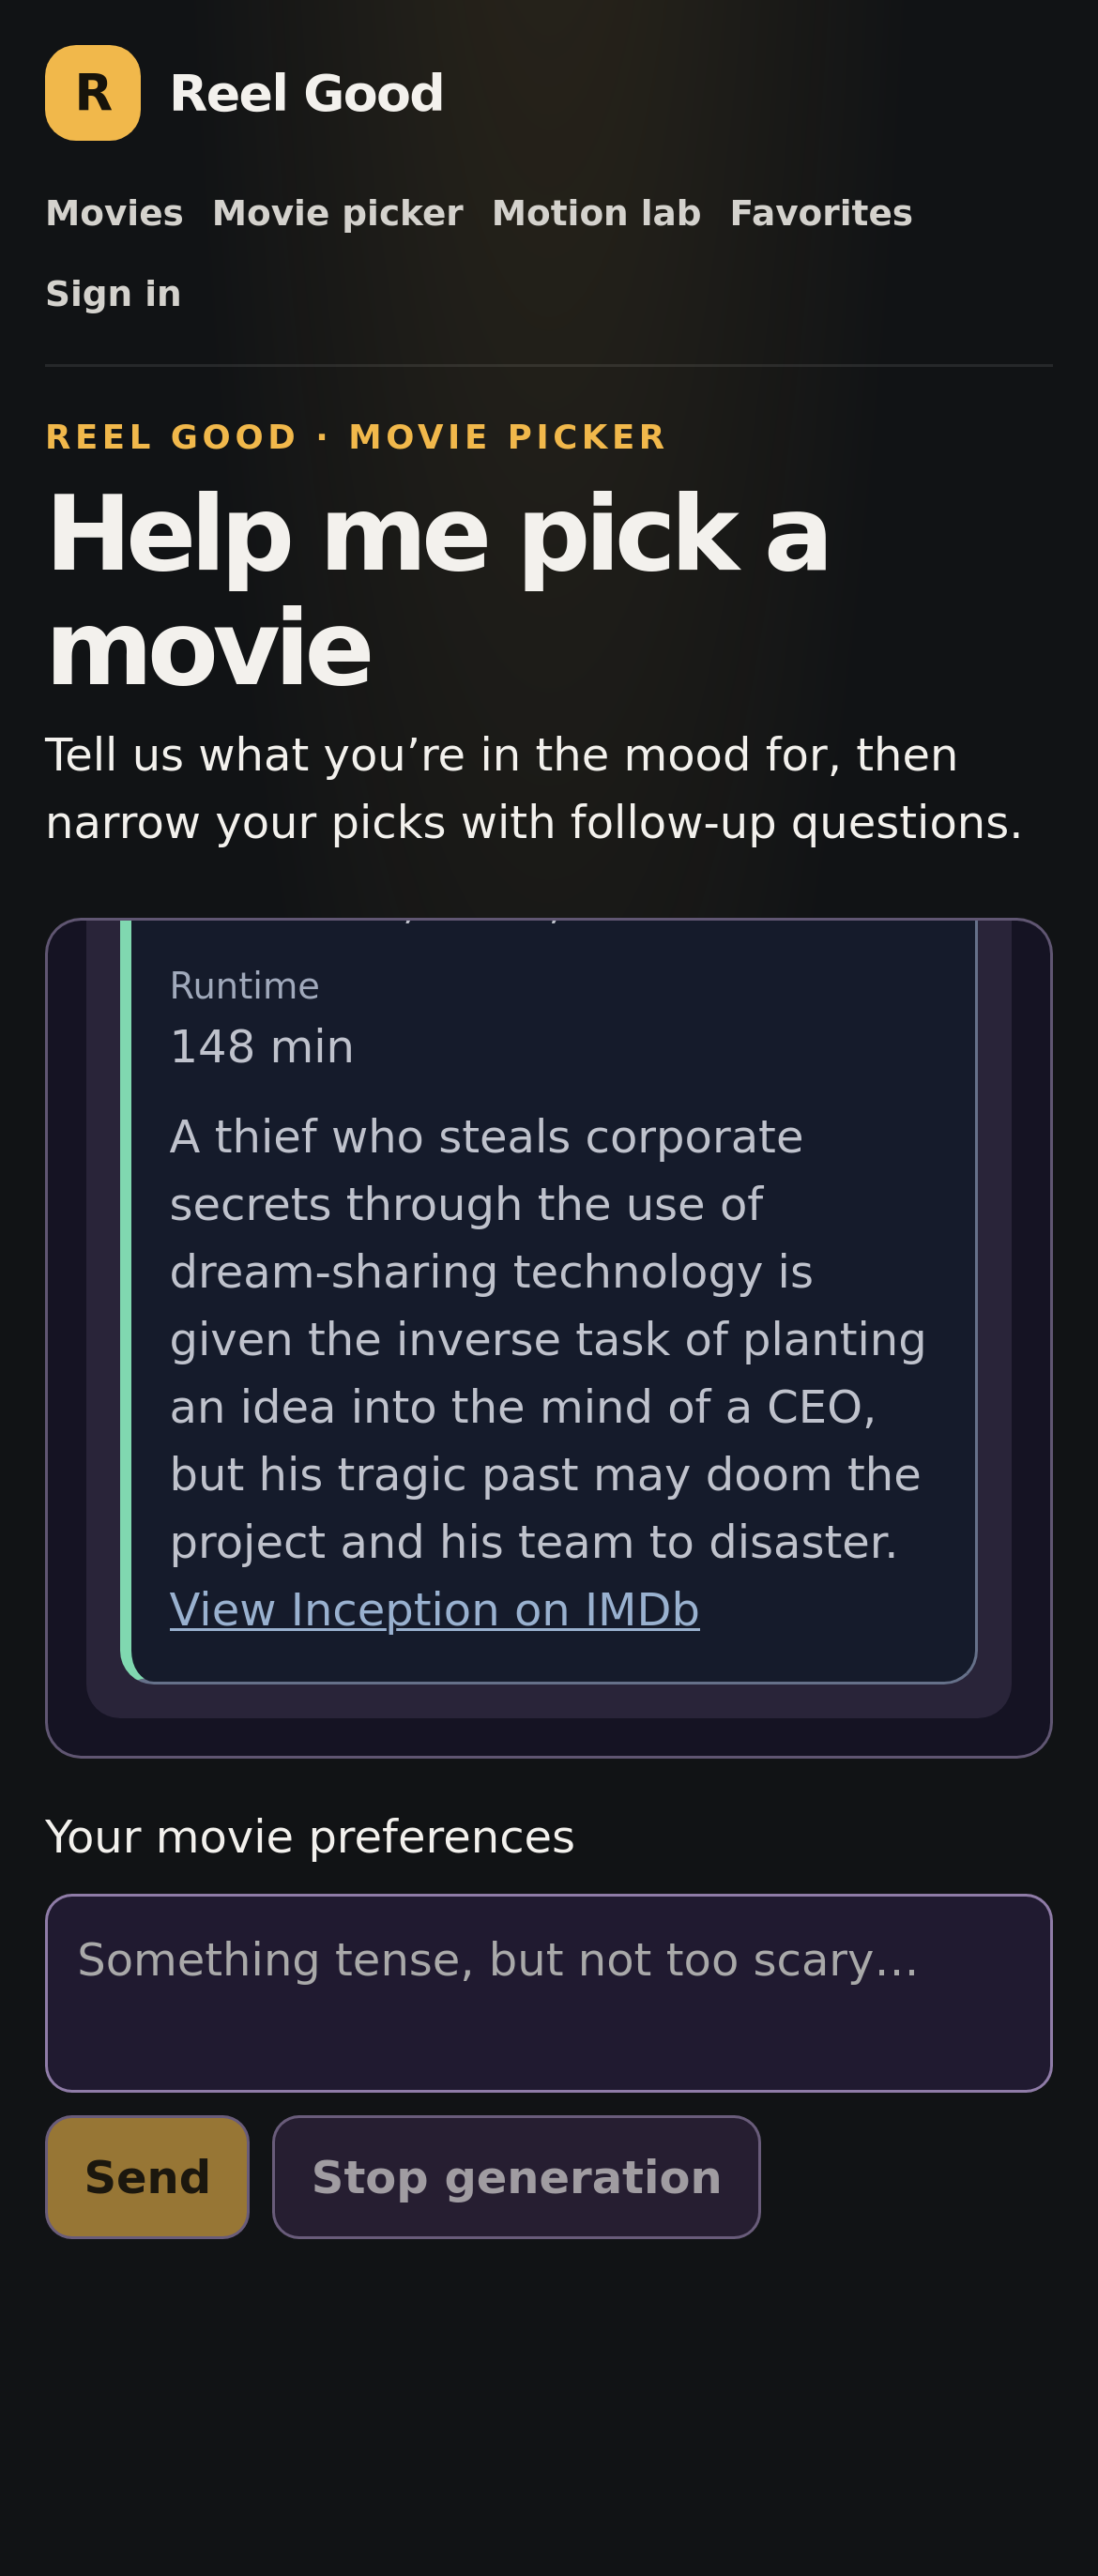 R
Reel Good
Movies Movie picker Motion lab Favorites
Sign in
REEL GOOD · MOVIE PICKER
Help me pick a
movie
Tell us what you’re in the mood for, then
narrow your picks with follow-up questions.
Runtime
148 min
A thief who steals corporate
secrets through the use of
dream-sharing technology is
given the inverse task of planting
an idea into the mind of a CEO,
but his tragic past may doom the
project and his team to disaster.
View Inception on IMDb
Your movie preferences
Something tense, but not too scary…
Send
Stop generation